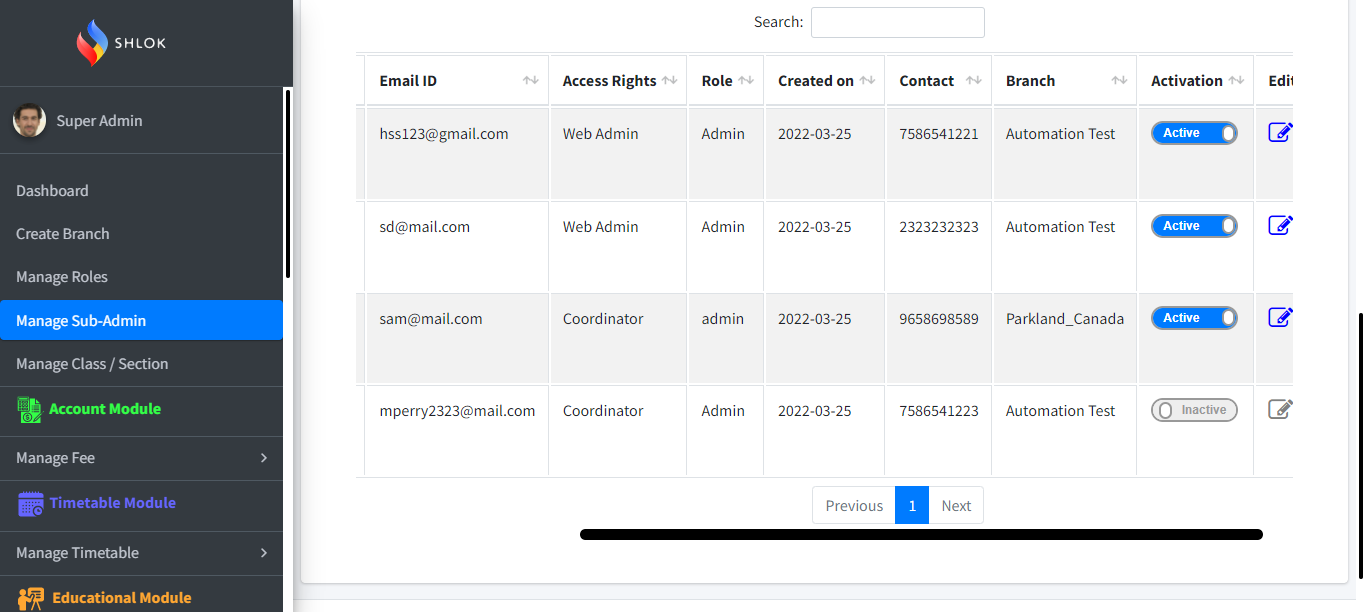 SHLOK
Super Admin
Dashboard
Create Branch
Manage Roles
Manage Sub-Admin
Manage Class / Section
Account Module
Manage Fee
Timetable Module
Manage Timetable
Educational Module
Search:
Email ID Access Rights Role Created on Contact Branch Activation Edit
hss123@gmail.com Web Admin Admin 2022-03-25 7586541221 Automation Test Active
sd@mail.com Web Admin Admin 2022-03-25 2323232323 Automation Test Active
sam@mail.com Coordinator admin 2022-03-25 9658698589 Parkland_Canada Active
mperry2323@mail.com Coordinator Admin 2022-03-25 7586541223 Automation Test Inactive
Previous 1 Next